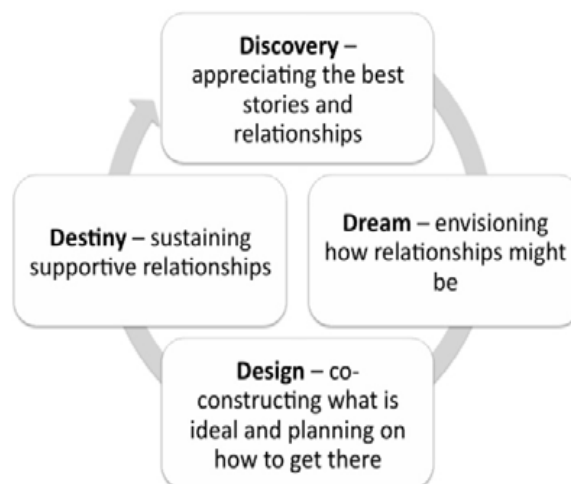 Discovery –
appreciating the best
stories and
relationships
Dream – envisioning
how relationships might
be
Design – co-
constructing what is
ideal and planning on
how to get there
Destiny – sustaining
supportive relationships